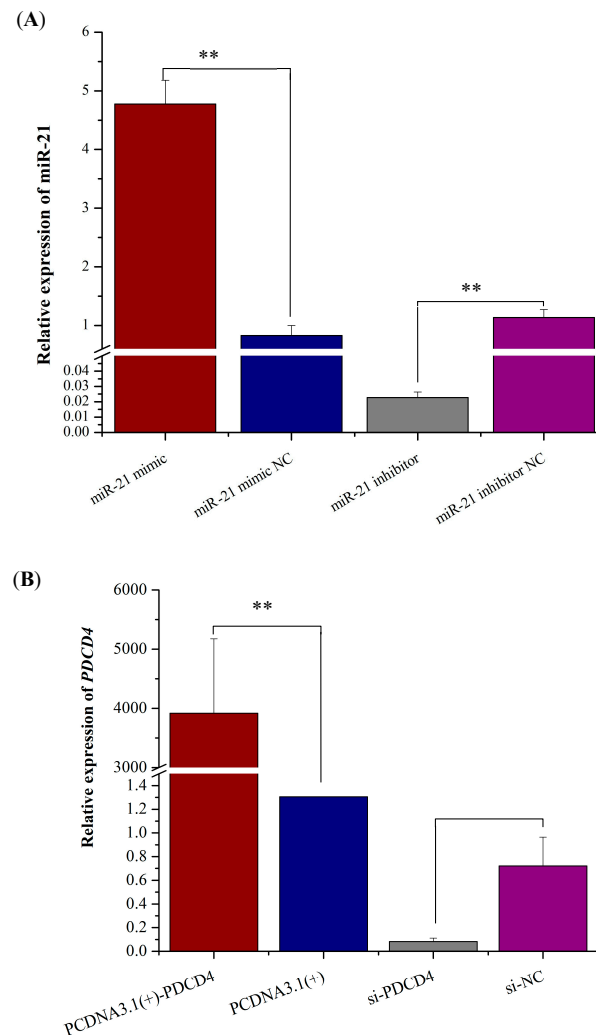 (A)
Relative expression of miR-21
**
**
6
5
4
3
2
1
0.04
0.03
0.02
0.01
0.00
miR-21 mimic
miR-21 mimic NC
miR-21 inhibitor
miR-21 inhibitor NC
(B)
Relative expression of PDCD4
**
6000
5000
4000
3000
1.4
1.2
1.0
0.8
0.6
0.4
0.2
0.0
PCDNA3.1(+)-PDCD4
PCDNA3.1(+)
si-PDCD4
si-NC